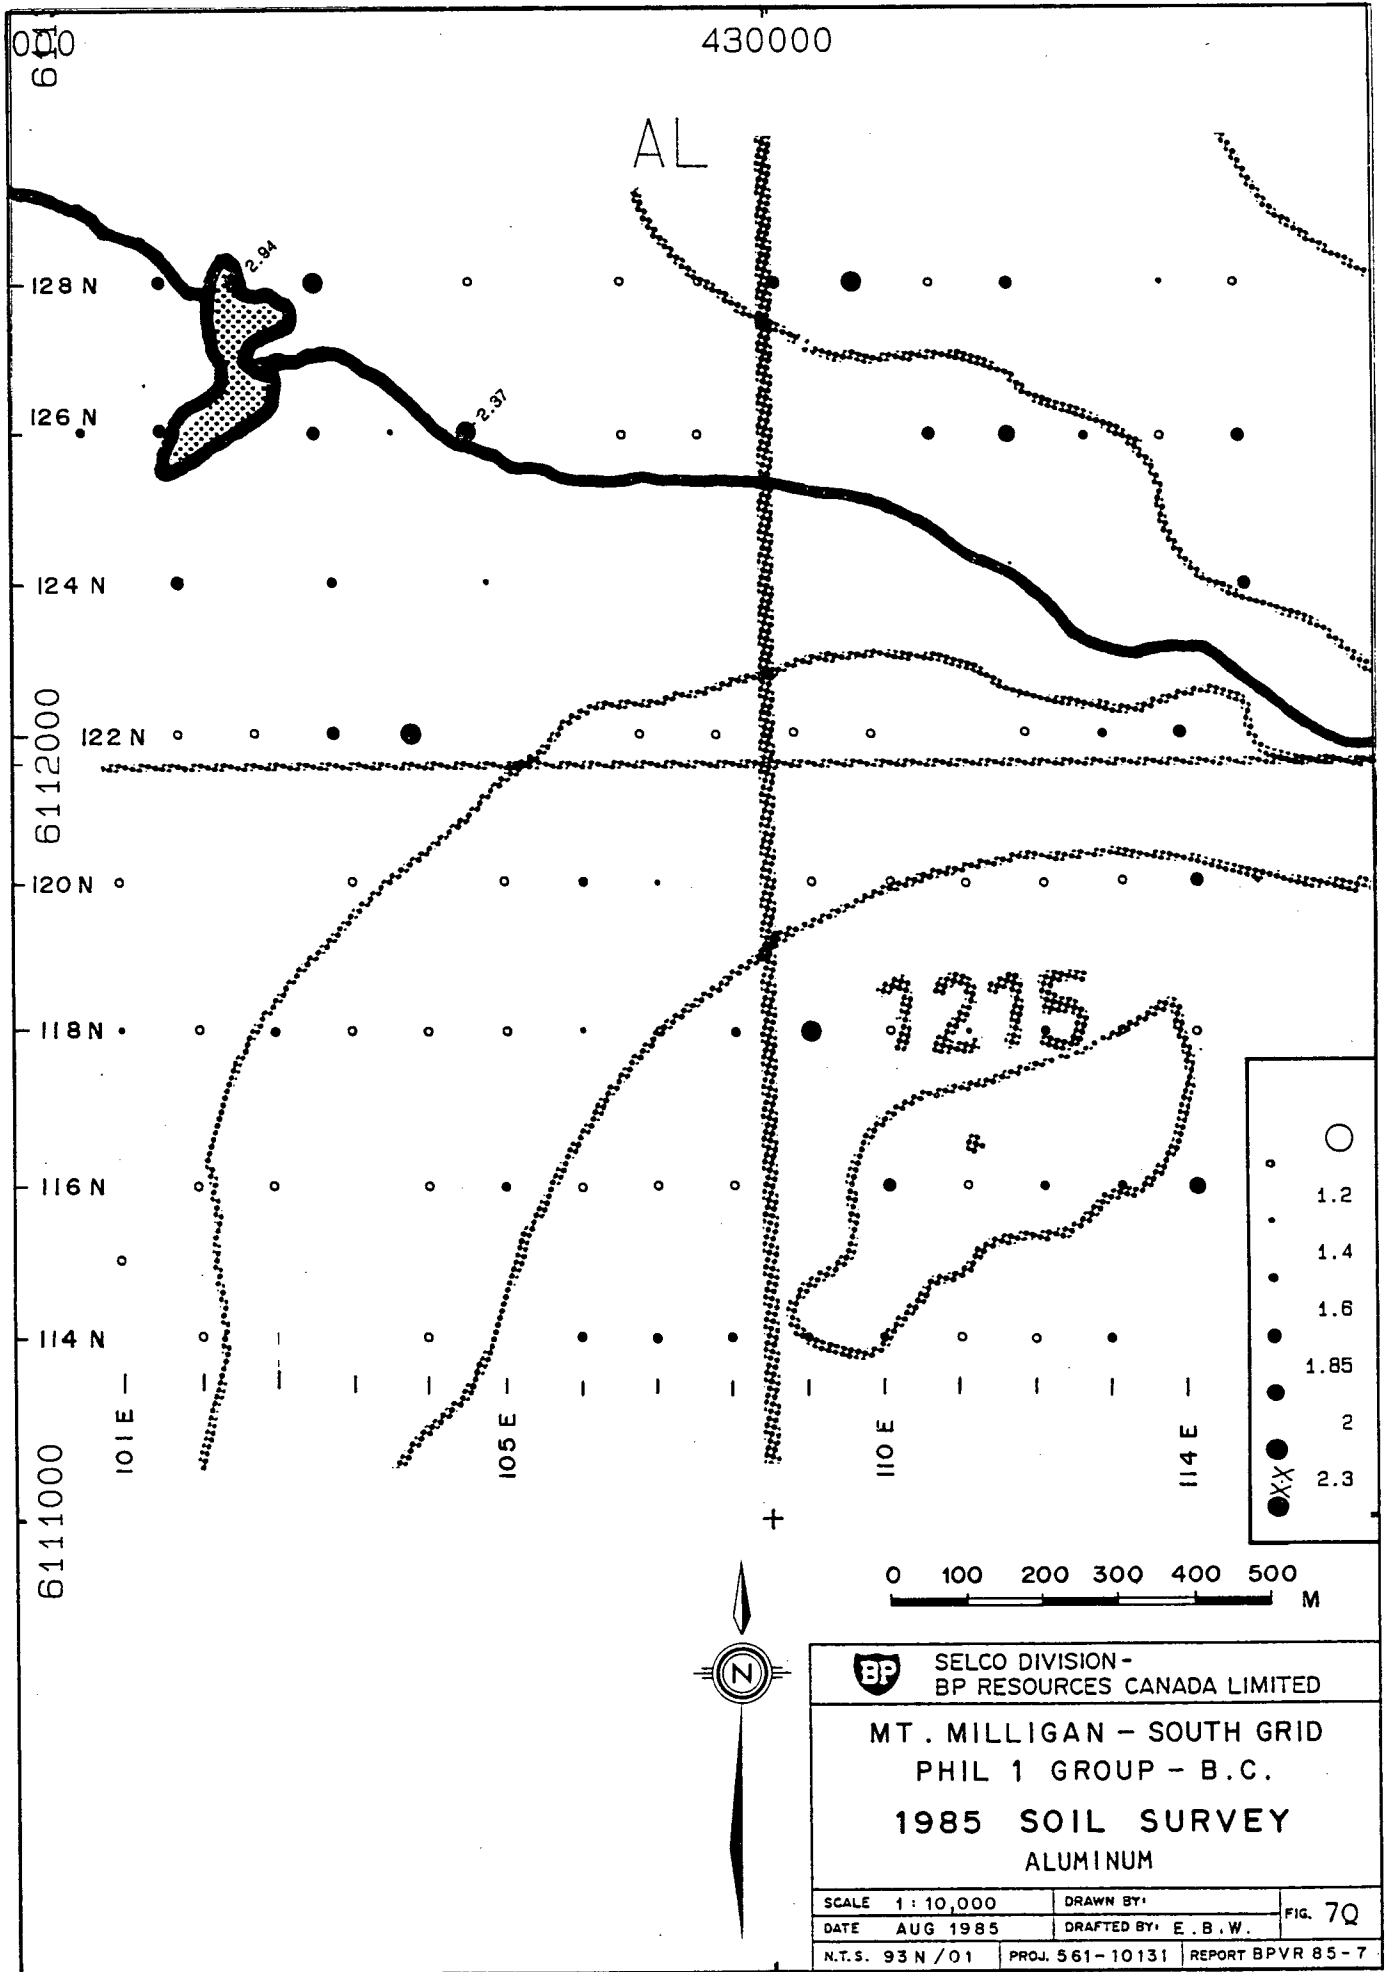 000
611
430000
AL
2.94
128 N
2.37
126 N
124 N
122 N
6112000
120 N
1215
118 N
116 N
114 N
101 E
105 E
110 E
114 E
6111000
1.2
1.4
1.6
1.85
2
2.3
X·X
0 100 200 300 400 500
M
N
BP
SELCO DIVISION -
BP RESOURCES CANADA LIMITED
MT. MILLIGAN - SOUTH GRID
PHIL 1 GROUP - B.C.
1985 SOIL SURVEY
ALUMINUM
SCALE 1 : 10,000
DRAWN BY:
FIG. 7Q
DATE AUG 1985
DRAFTED BY: E.B.W.
N.T.S. 93 N / 01
PROJ. 561-10131
REPORT BPVR 85-7